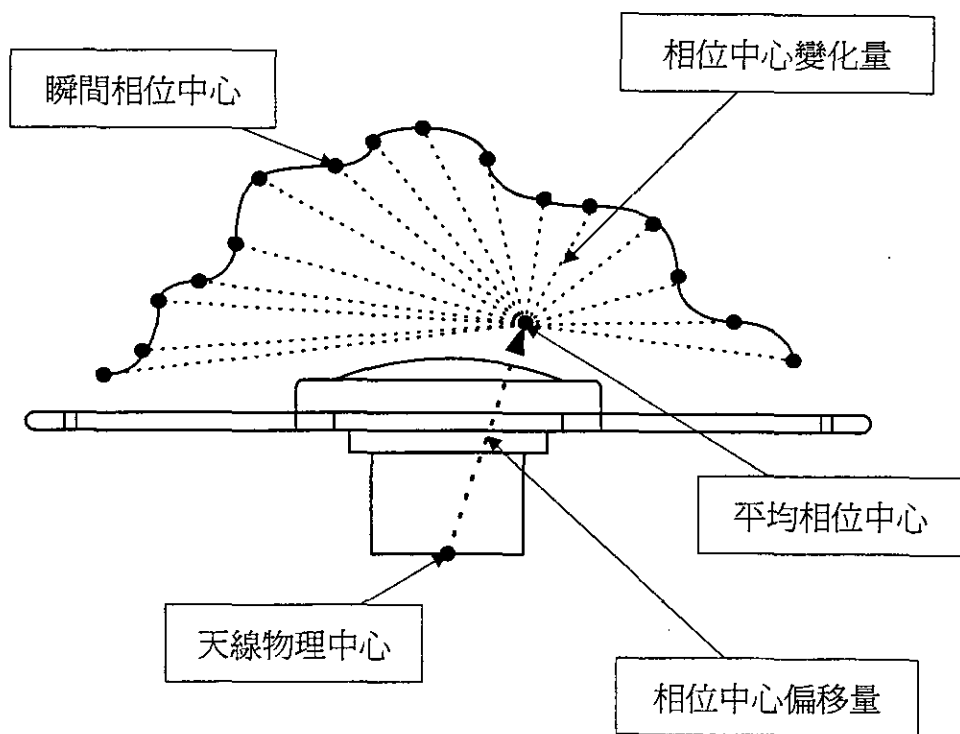 相位中心變化量
瞬間相位中心
平均相位中心
天線物理中心
相位中心偏移量